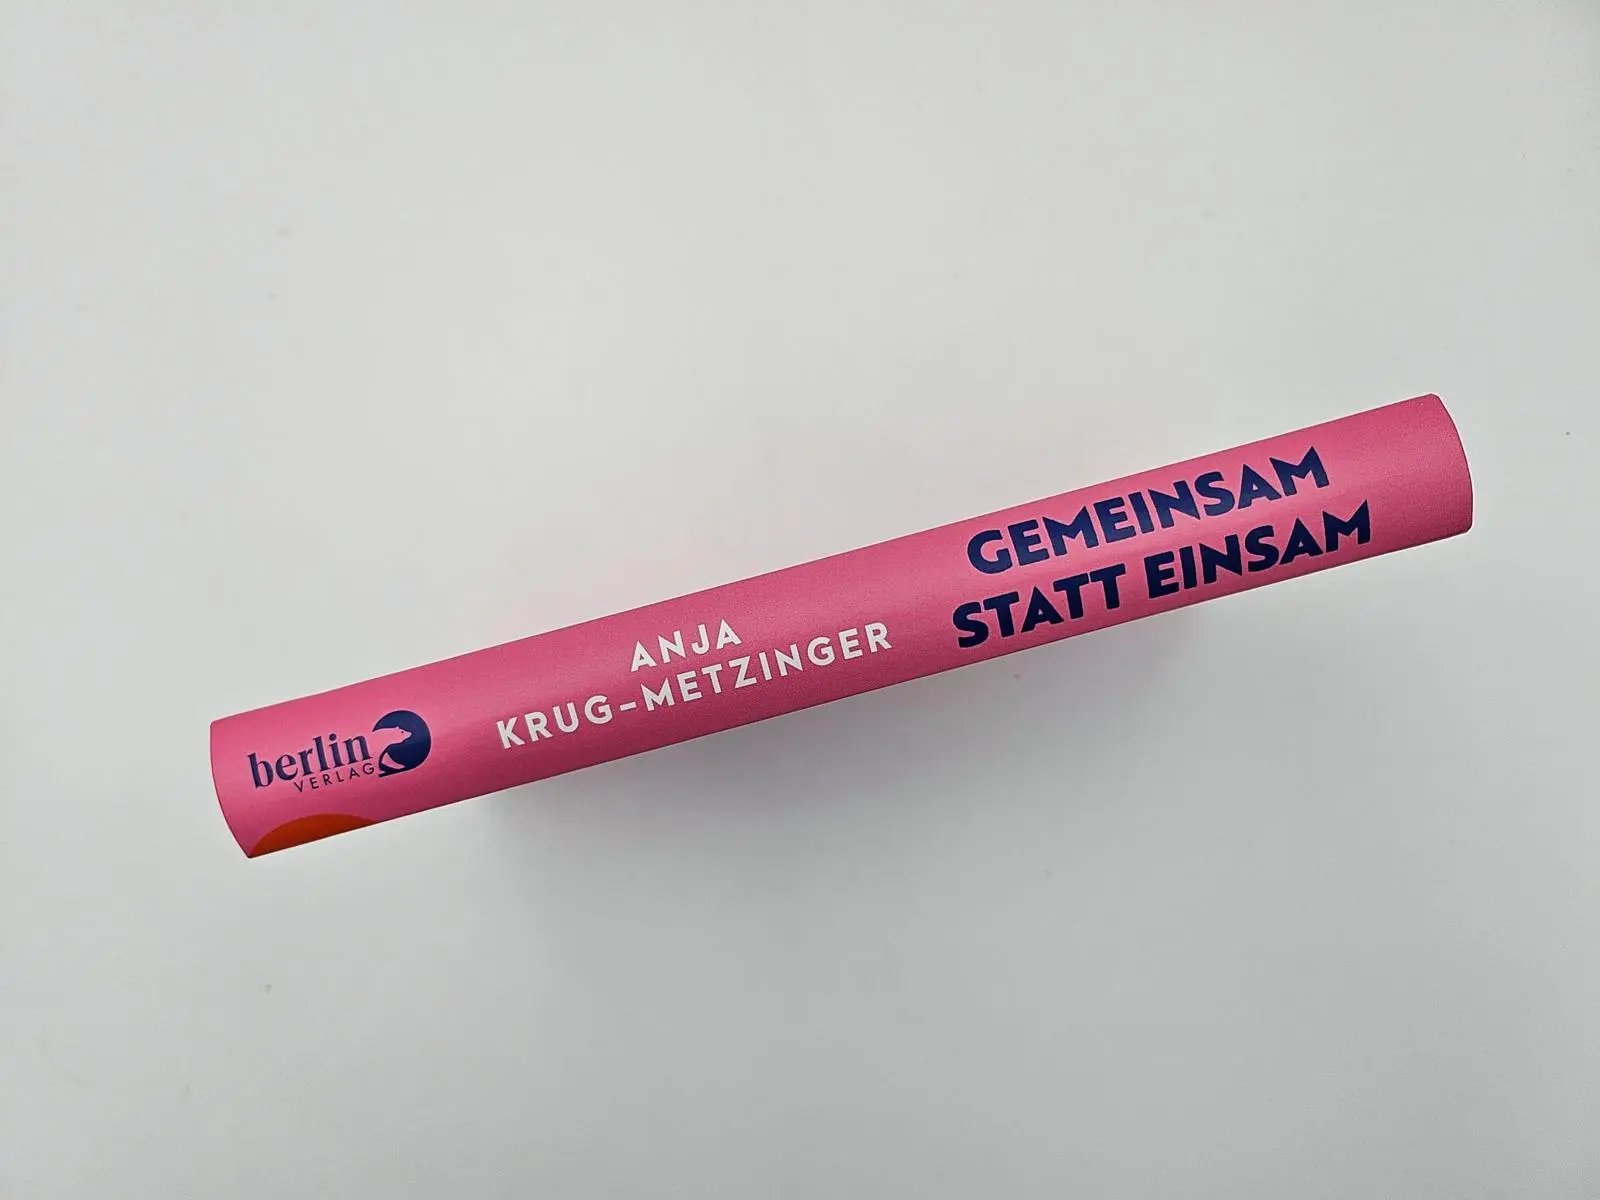 berlin
VERLAG
ANJA
KRUG-METZINGER
GEMEINSAM
STATT EINSAM